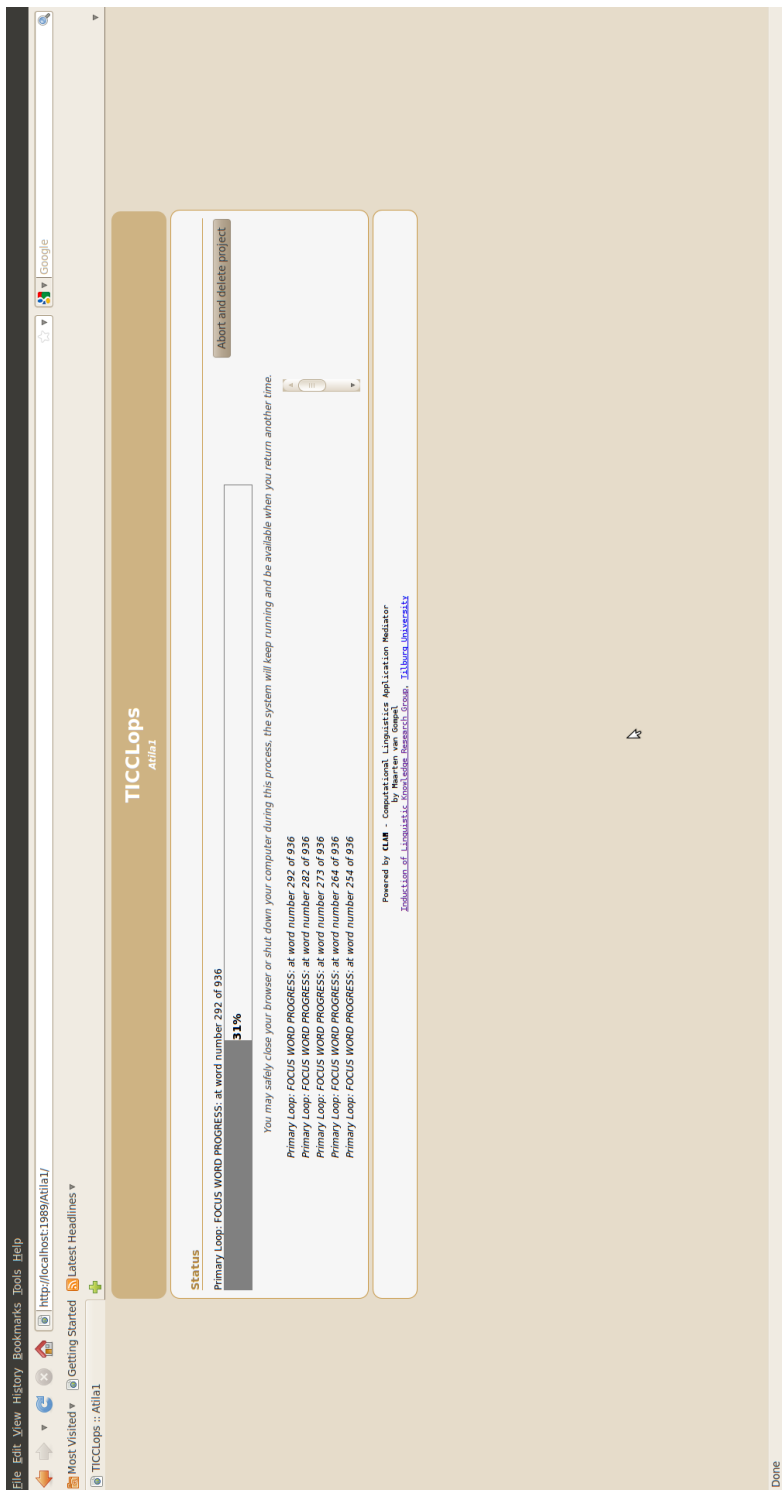 File Edit View History Bookmarks Tools Help
http://localhost:1989/Atila1/
Google
Most Visited Getting Started Latest Headlines
TICCLops :: Atila1
TICCLops
Atila1
Status
Primary Loop: FOCUS WORD PROGRESS: at word number 292 of 936
Abort and delete project
31%
You may safely close your browser or shut down your computer during this process, the system will keep running and be available when you return another time.
Primary Loop: FOCUS WORD PROGRESS: at word number 292 of 936
Primary Loop: FOCUS WORD PROGRESS: at word number 282 of 936
Primary Loop: FOCUS WORD PROGRESS: at word number 273 of 936
Primary Loop: FOCUS WORD PROGRESS: at word number 264 of 936
Primary Loop: FOCUS WORD PROGRESS: at word number 254 of 936
Powered by CLAM - Computational Linguistics Application Mediator
by Maarten van Gompel
Induction of Linguistic Knowledge Research Group, Tilburg University
Done